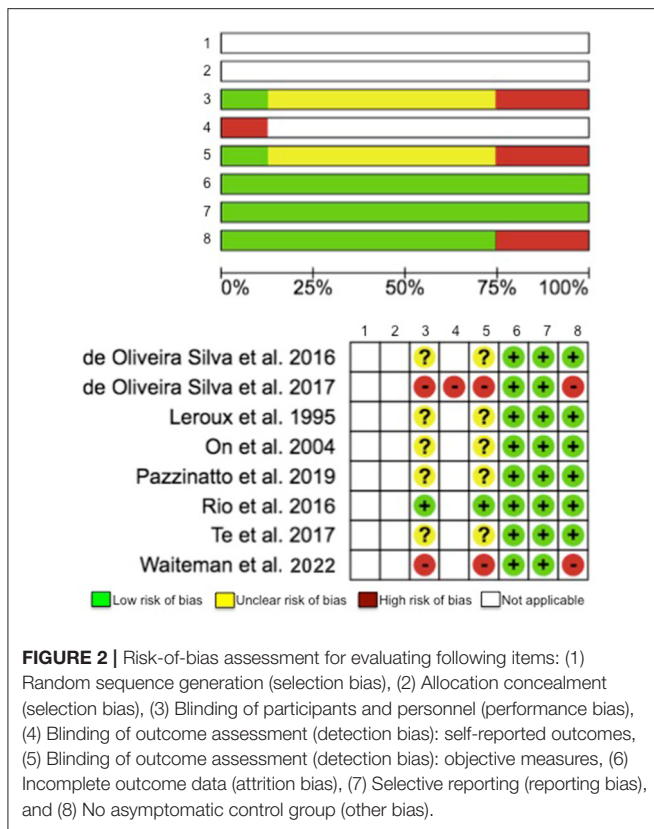 1
2
3
4
5
6
7
8
0% 25% 50% 75% 100%
1 2 3 4 5 6 7 8
de Oliveira Silva et al. 2016 ? ? + + +
de Oliveira Silva et al. 2017 - - - + + -
Leroux et al. 1995 ? ? + + +
On et al. 2004 ? ? + + +
Pazzinatto et al. 2019 ? ? + + +
Rio et al. 2016 + + + + +
Te et al. 2017 ? ? + + +
Waiteman et al. 2022 - - + + -
Low risk of bias Unclear risk of bias High risk of bias Not applicable
FIGURE 2 | Risk-of-bias assessment for evaluating following items: (1)
Random sequence generation (selection bias), (2) Allocation concealment
(selection bias), (3) Blinding of participants and personnel (performance bias),
(4) Blinding of outcome assessment (detection bias): self-reported outcomes,
(5) Blinding of outcome assessment (detection bias): objective measures, (6)
Incomplete outcome data (attrition bias), (7) Selective reporting (reporting bias),
and (8) No asymptomatic control group (other bias).